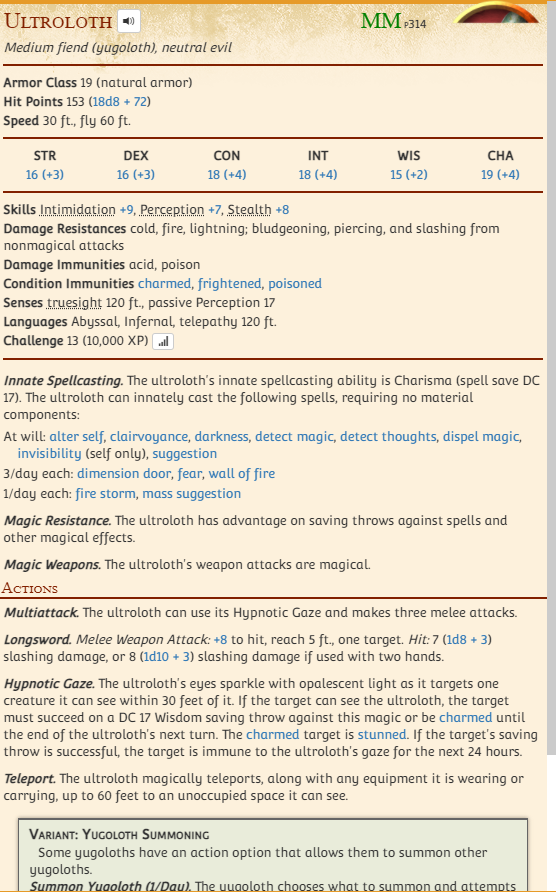 ULTROLOTH MM P314
Medium fiend (yugoloth), neutral evil
Armor Class 19 (natural armor)
Hit Points 153 (18d8 + 72)
Speed 30 ft., fly 60 ft.
STR DEX CON INT WIS CHA
16 (+3) 16 (+3) 18 (+4) 18 (+4) 15 (+2) 19 (+4)
Skills Intimidation +9, Perception +7, Stealth +8
Damage Resistances cold, fire, lightning; bludgeoning, piercing, and slashing from
nonmagical attacks
Damage Immunities acid, poison
Condition Immunities charmed, frightened, poisoned
Senses truesight 120 ft., passive Perception 17
Languages Abyssal, Infernal, telepathy 120 ft.
Challenge 13 (10,000 XP)
Innate Spellcasting. The ultroloth's innate spellcasting ability is Charisma (spell save DC
17). The ultroloth can innately cast the following spells, requiring no material
components:
At will: alter self, clairvoyance, darkness, detect magic, detect thoughts, dispel magic,
invisibility (self only), suggestion
3/day each: dimension door, fear, wall of fire
1/day each: fire storm, mass suggestion
Magic Resistance. The ultroloth has advantage on saving throws against spells and
other magical effects.
Magic Weapons. The ultroloth's weapon attacks are magical.
ACTIONS
Multiattack. The ultroloth can use its Hypnotic Gaze and makes three melee attacks.
Longsword. Melee Weapon Attack: +8 to hit, reach 5 ft., one target. Hit: 7 (1d8 + 3)
slashing damage, or 8 (1d10 + 3) slashing damage if used with two hands.
Hypnotic Gaze. The ultroloth's eyes sparkle with opalescent light as it targets one
creature it can see within 30 feet of it. If the target can see the ultroloth, the target
must succeed on a DC 17 Wisdom saving throw against this magic or be charmed until
the end of the ultroloth's next turn. The charmed target is stunned. If the target's saving
throw is successful, the target is immune to the ultroloth's gaze for the next 24 hours.
Teleport. The ultroloth magically teleports, along with any equipment it is wearing or
carrying, up to 60 feet to an unoccupied space it can see.
VARIANT: YUGOLOTH SUMMONING
Some yugoloths have an action option that allows them to summon other
yugoloths.
Summon Yugoloth (1/Day). The yugoloth chooses what to summon and attempts